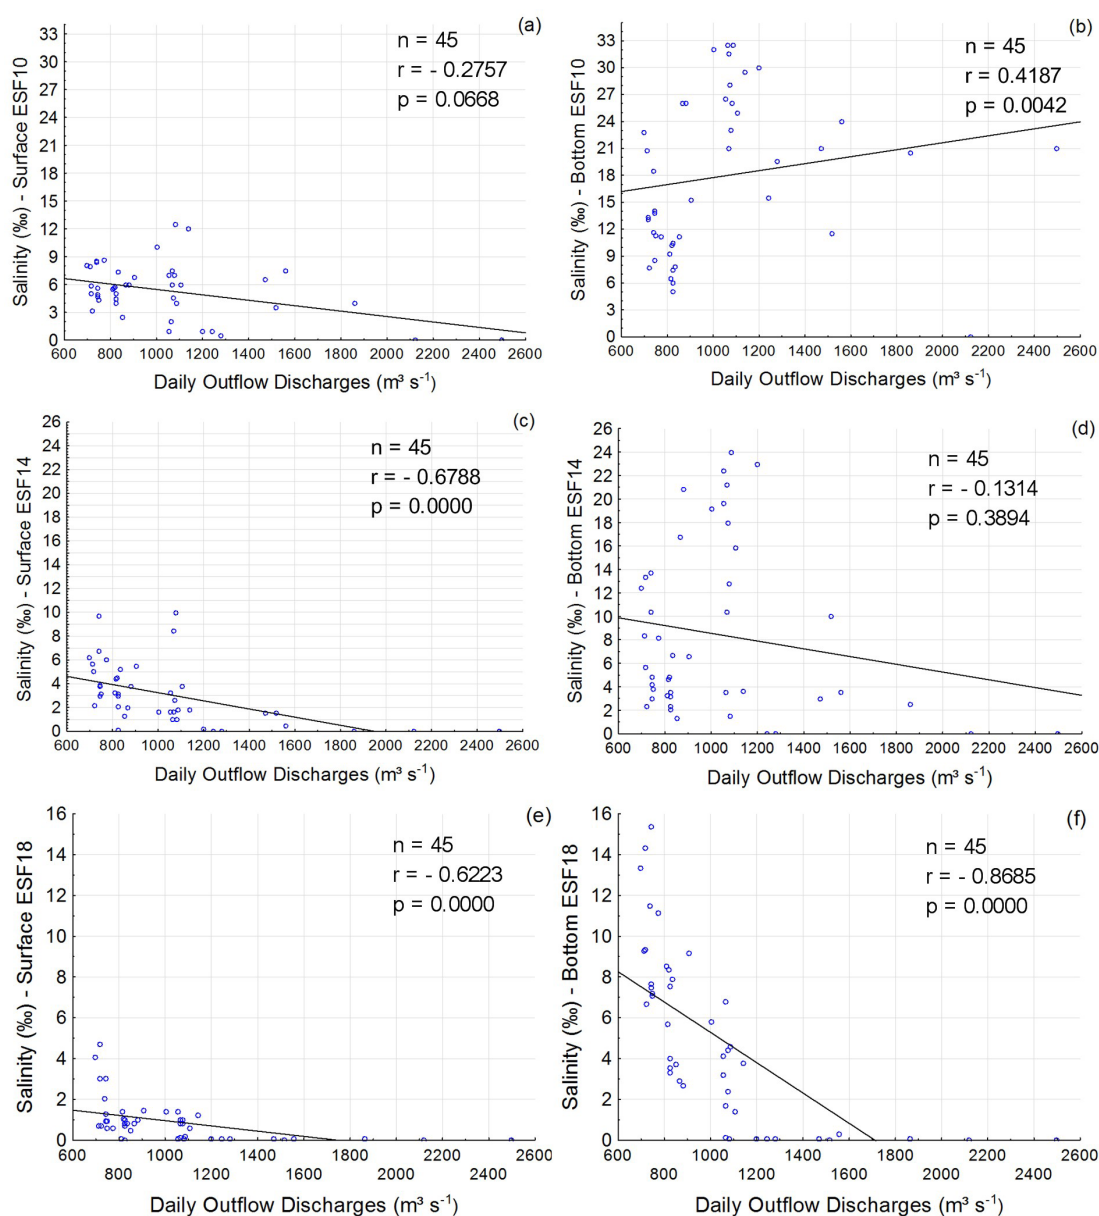 (a)
n = 45
r = - 0.2757
p = 0.0668
Salinity (‰) - Surface ESF10
33
30
27
24
21
18
15
12
9
6
3
0
600 800 1000 1200 1400 1600 1800 2000 2200 2400 2600
Daily Outflow Discharges (m³ s⁻¹)
(b)
n = 45
r = 0.4187
p = 0.0042
Salinity (‰) - Bottom ESF10
33
30
27
24
21
18
15
12
9
6
3
0
600 800 1000 1200 1400 1600 1800 2000 2200 2400 2600
Daily Outflow Discharges (m³ s⁻¹)
(c)
n = 45
r = - 0.6788
p = 0.0000
Salinity (‰) - Surface ESF14
26
24
22
20
18
16
14
12
10
8
6
4
2
0
600 800 1000 1200 1400 1600 1800 2000 2200 2400 2600
Daily Outflow Discharges (m³ s⁻¹)
(d)
n = 45
r = - 0.1314
p = 0.3894
Salinity (‰) - Bottom ESF14
26
24
22
20
18
16
14
12
10
8
6
4
2
0
600 800 1000 1200 1400 1600 1800 2000 2200 2400 2600
Daily Outflow Discharges (m³ s⁻¹)
(e)
n = 45
r = - 0.6223
p = 0.0000
Salinity (‰) - Surface ESF18
16
14
12
10
8
6
4
2
0
600 800 1000 1200 1400 1600 1800 2000 2200 2400 2600
Daily Outflow Discharges (m³ s⁻¹)
(f)
n = 45
r = - 0.8685
p = 0.0000
Salinity (‰) - Bottom ESF18
16
14
12
10
8
6
4
2
0
600 800 1000 1200 1400 1600 1800 2000 2200 2400 2600
Daily Outflow Discharges (m³ s⁻¹)